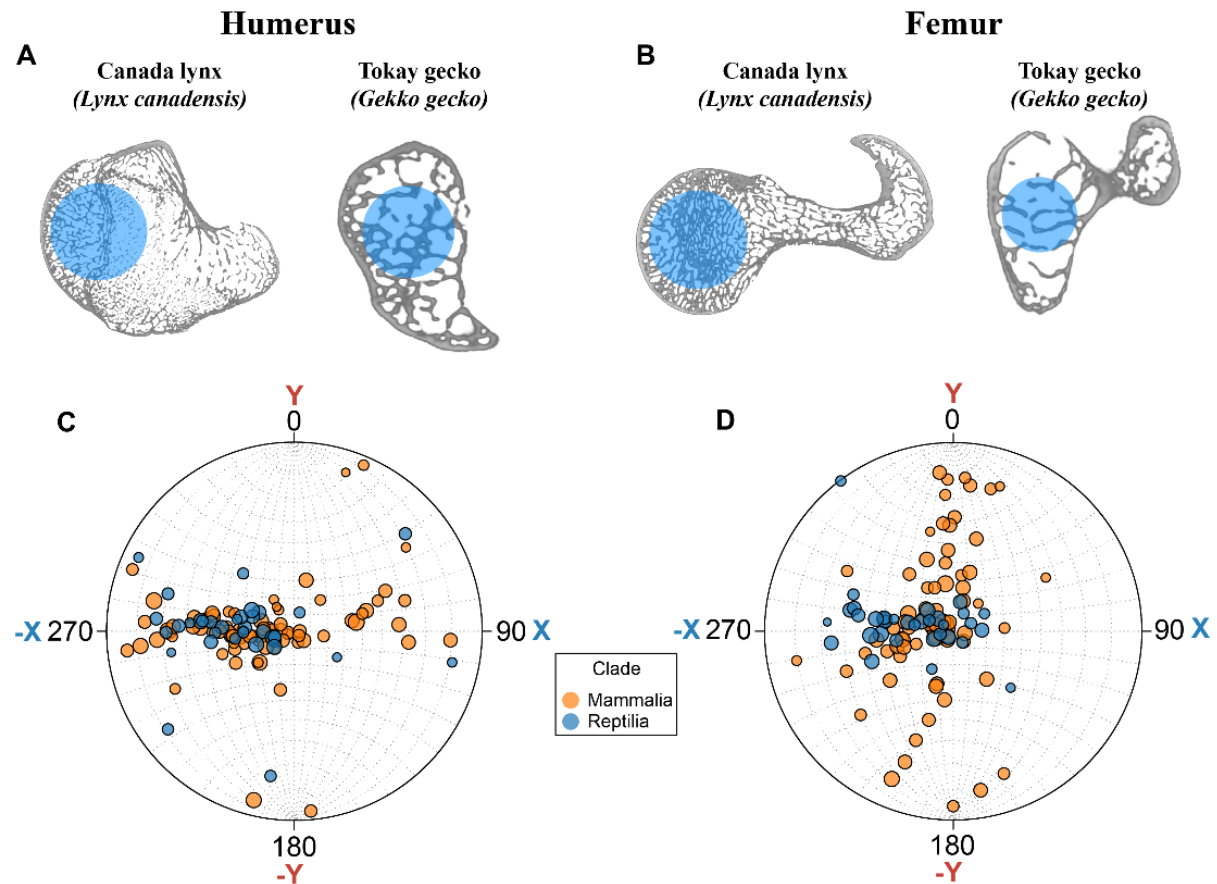 Humerus
Femur
A
Canada lynx
(Lynx canadensis)
Tokay gecko
(Gekko gecko)
B
Canada lynx
(Lynx canadensis)
Tokay gecko
(Gekko gecko)
C
Y
0
-X 270
90 X
180
-Y
Clade
Mammalia
Reptilia
D
Y
0
-X 270
90 X
180
-Y